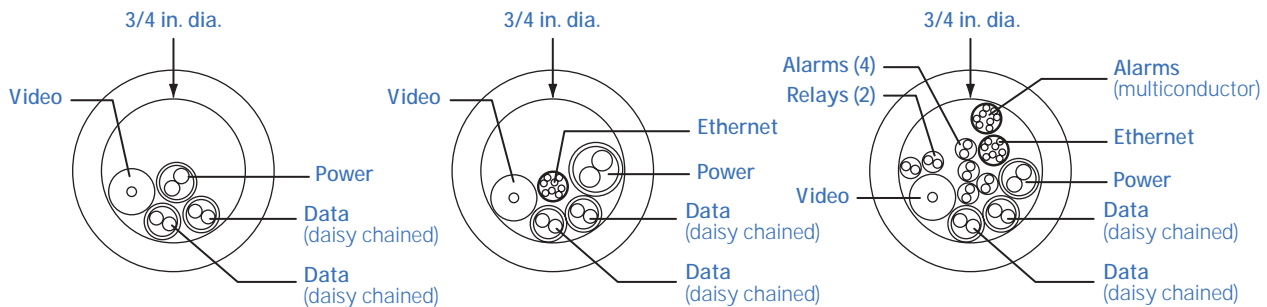 3/4 in. dia.
Video
Power
Data
(daisy chained)
Data
(daisy chained)
3/4 in. dia.
Video
Ethernet
Power
Data
(daisy chained)
Data
(daisy chained)
3/4 in. dia.
Alarms (4)
Relays (2)
Video
Alarms
(multiconductor)
Ethernet
Power
Data
(daisy chained)
Data
(daisy chained)